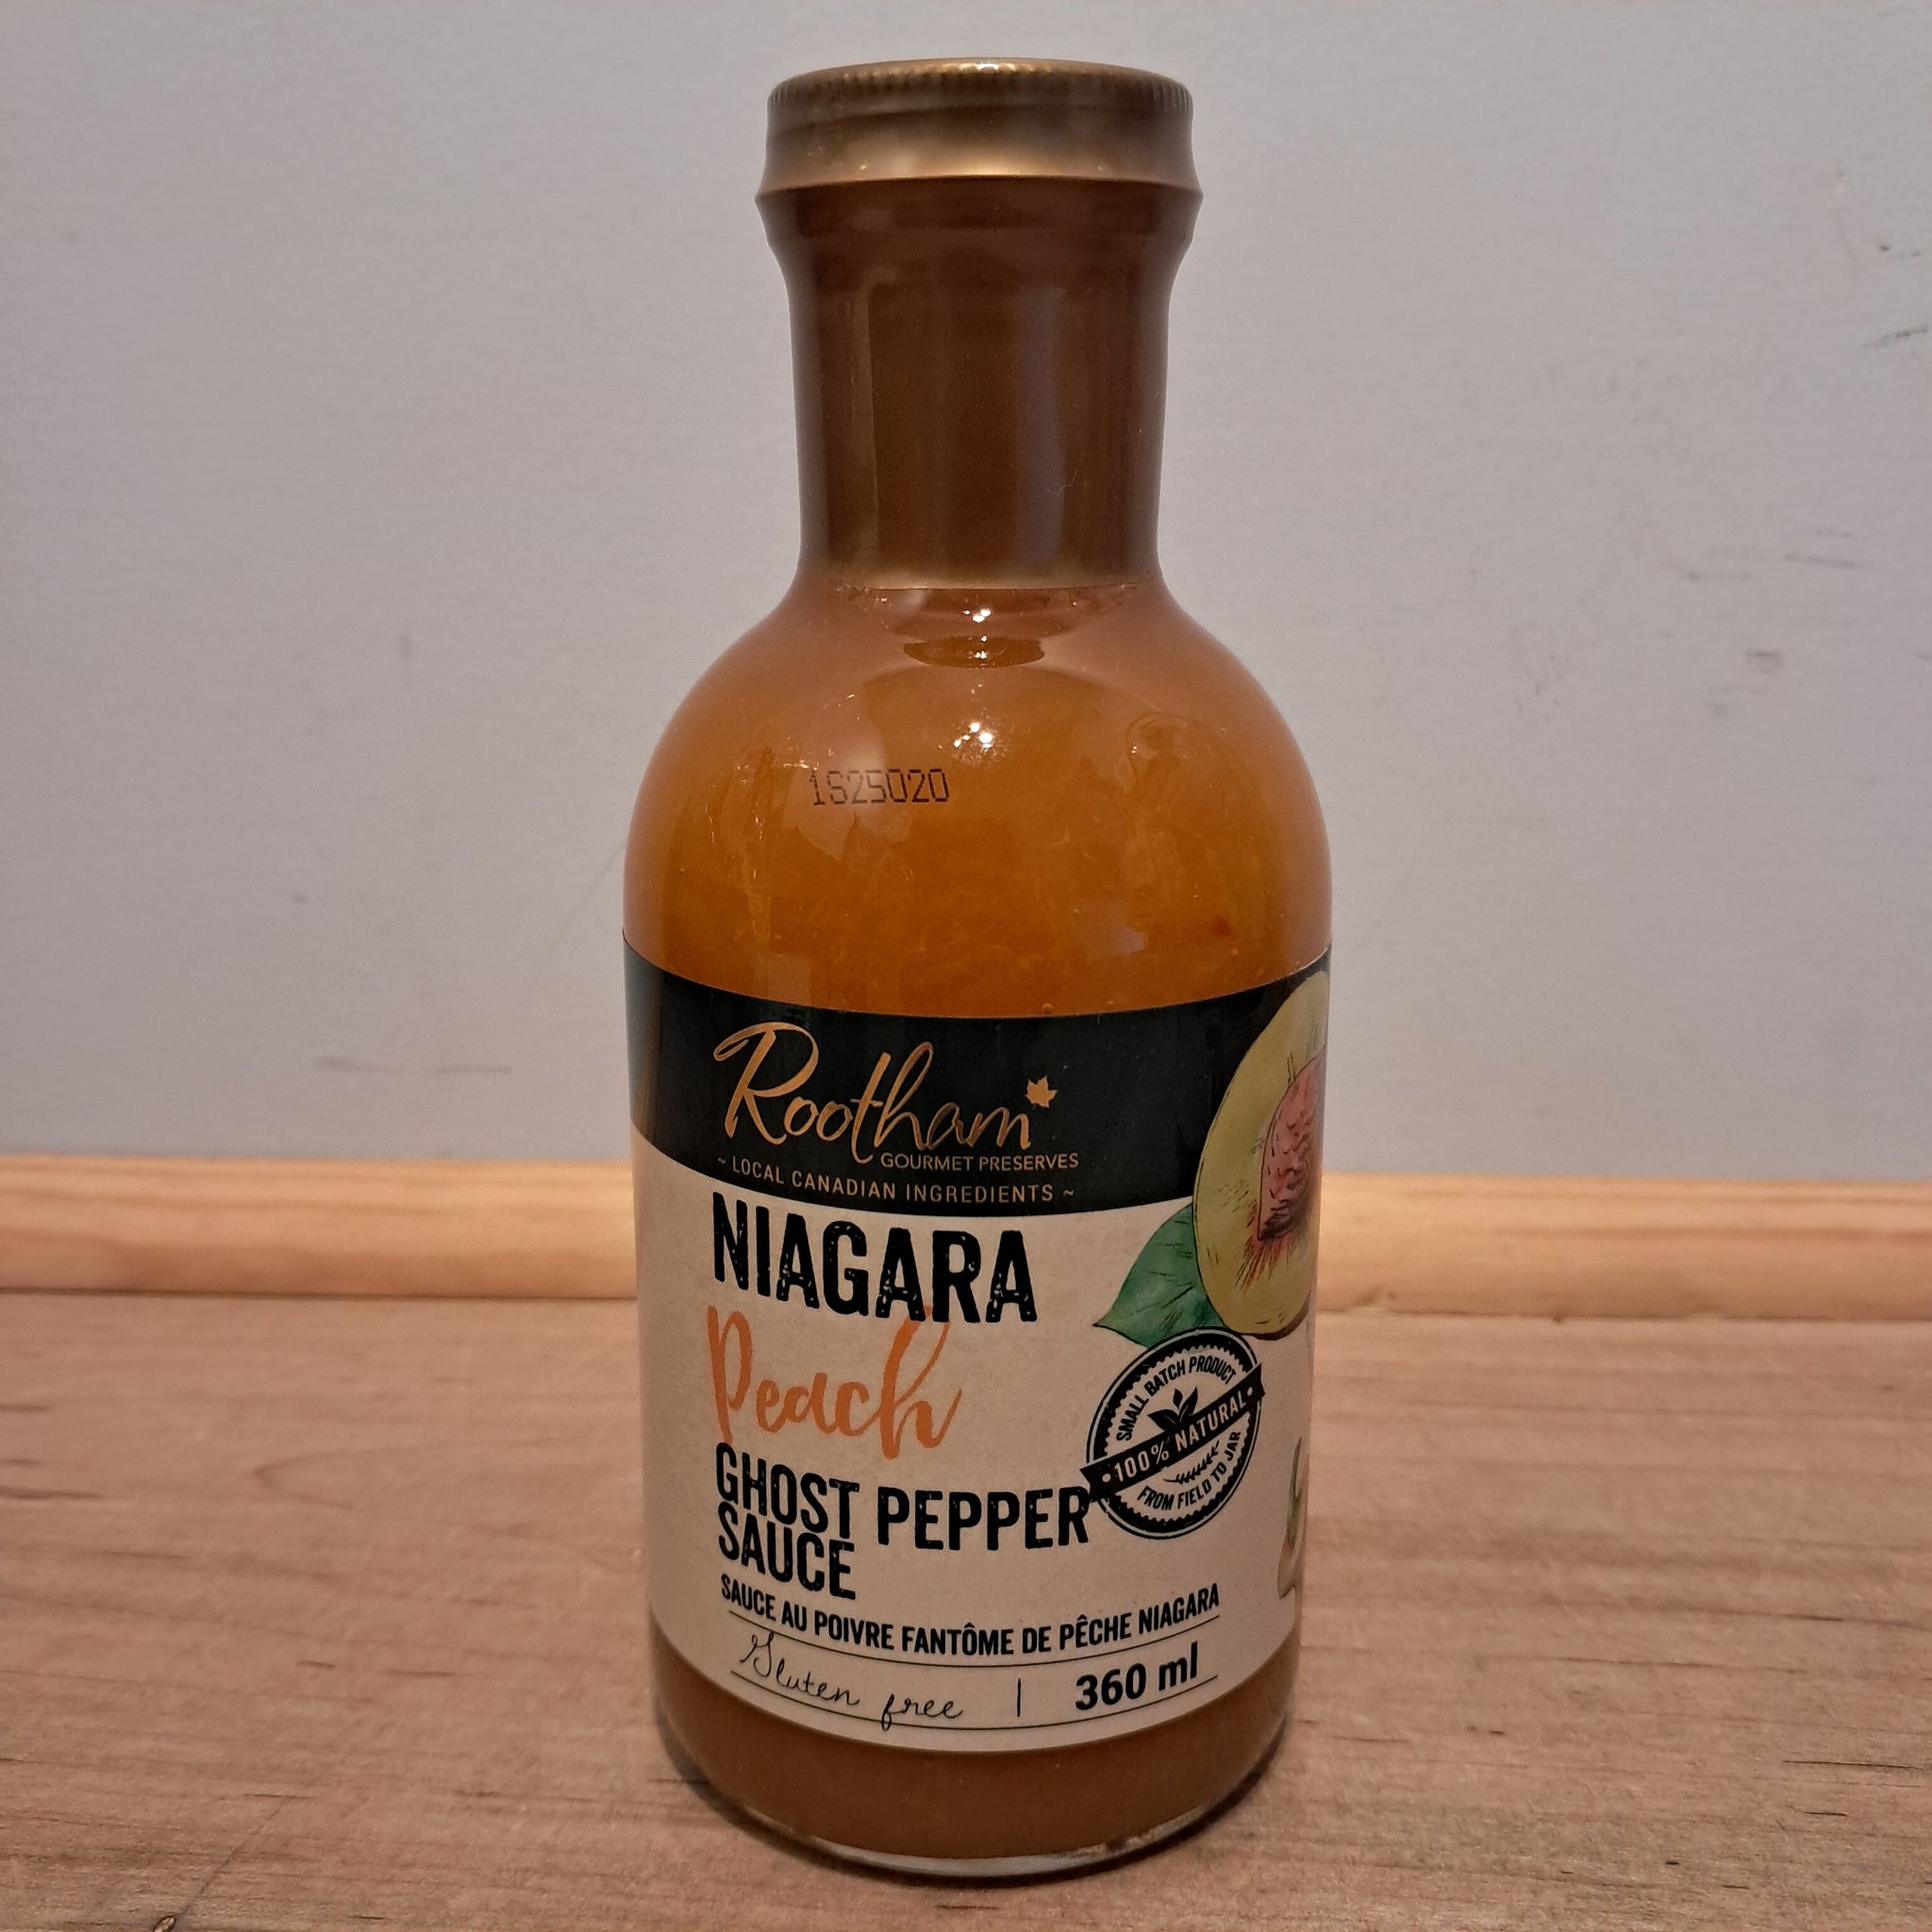 1S25020
Rootham
GOURMET PRESERVES
~ LOCAL CANADIAN INGREDIENTS ~
NIAGARA
Peach
GHOST PEPPER
SAUCE
SMALL BATCH PRODUCT
• 100% NATURAL •
FROM FIELD TO JAR
SAUCE AU POIVRE FANTÔME DE PÊCHE NIAGARA
Gluten free | 360 ml